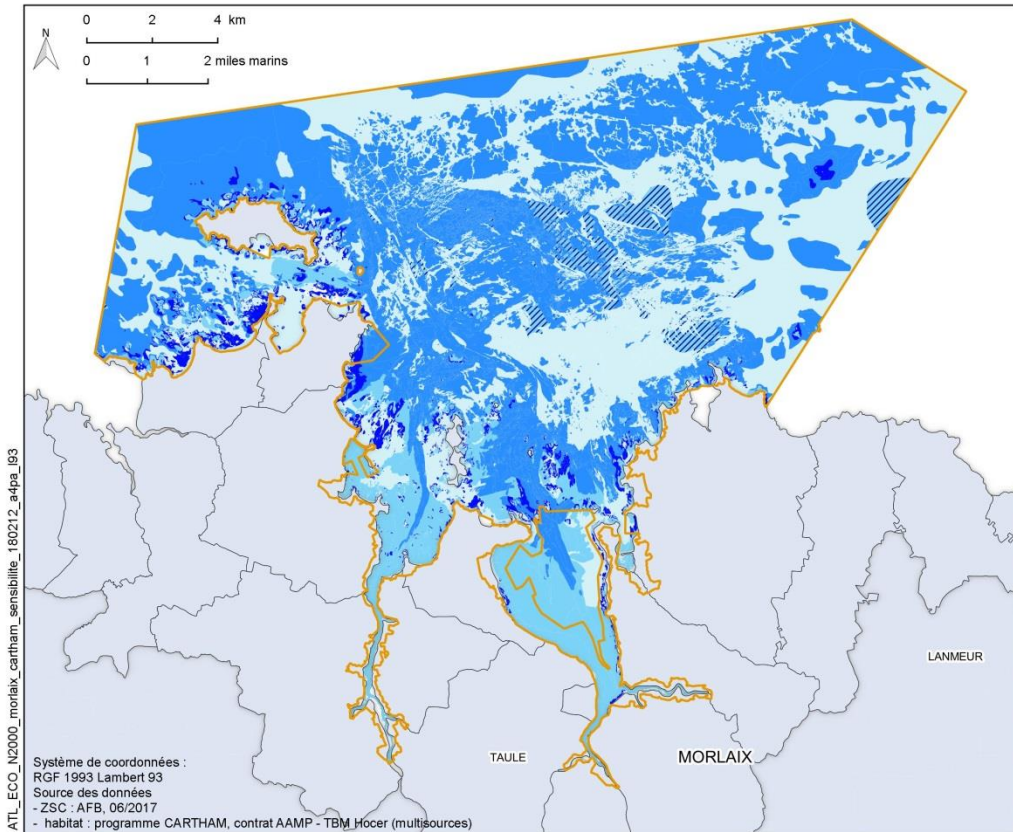 0 2 4 km
N
0 1 2 miles marins
LANMEUR
TAULE
MORLAIX
Système de coordonnées :
RGF 1993 Lambert 93
Source des données
- ZSC : AFB, 06/2017
- habitat : programme CARTHAM, contrat AAMP - TBM Hocer (multisources)
ATL_ECO_N2000_morlaix_cartham_sensibilite_180212_a4pa_l93